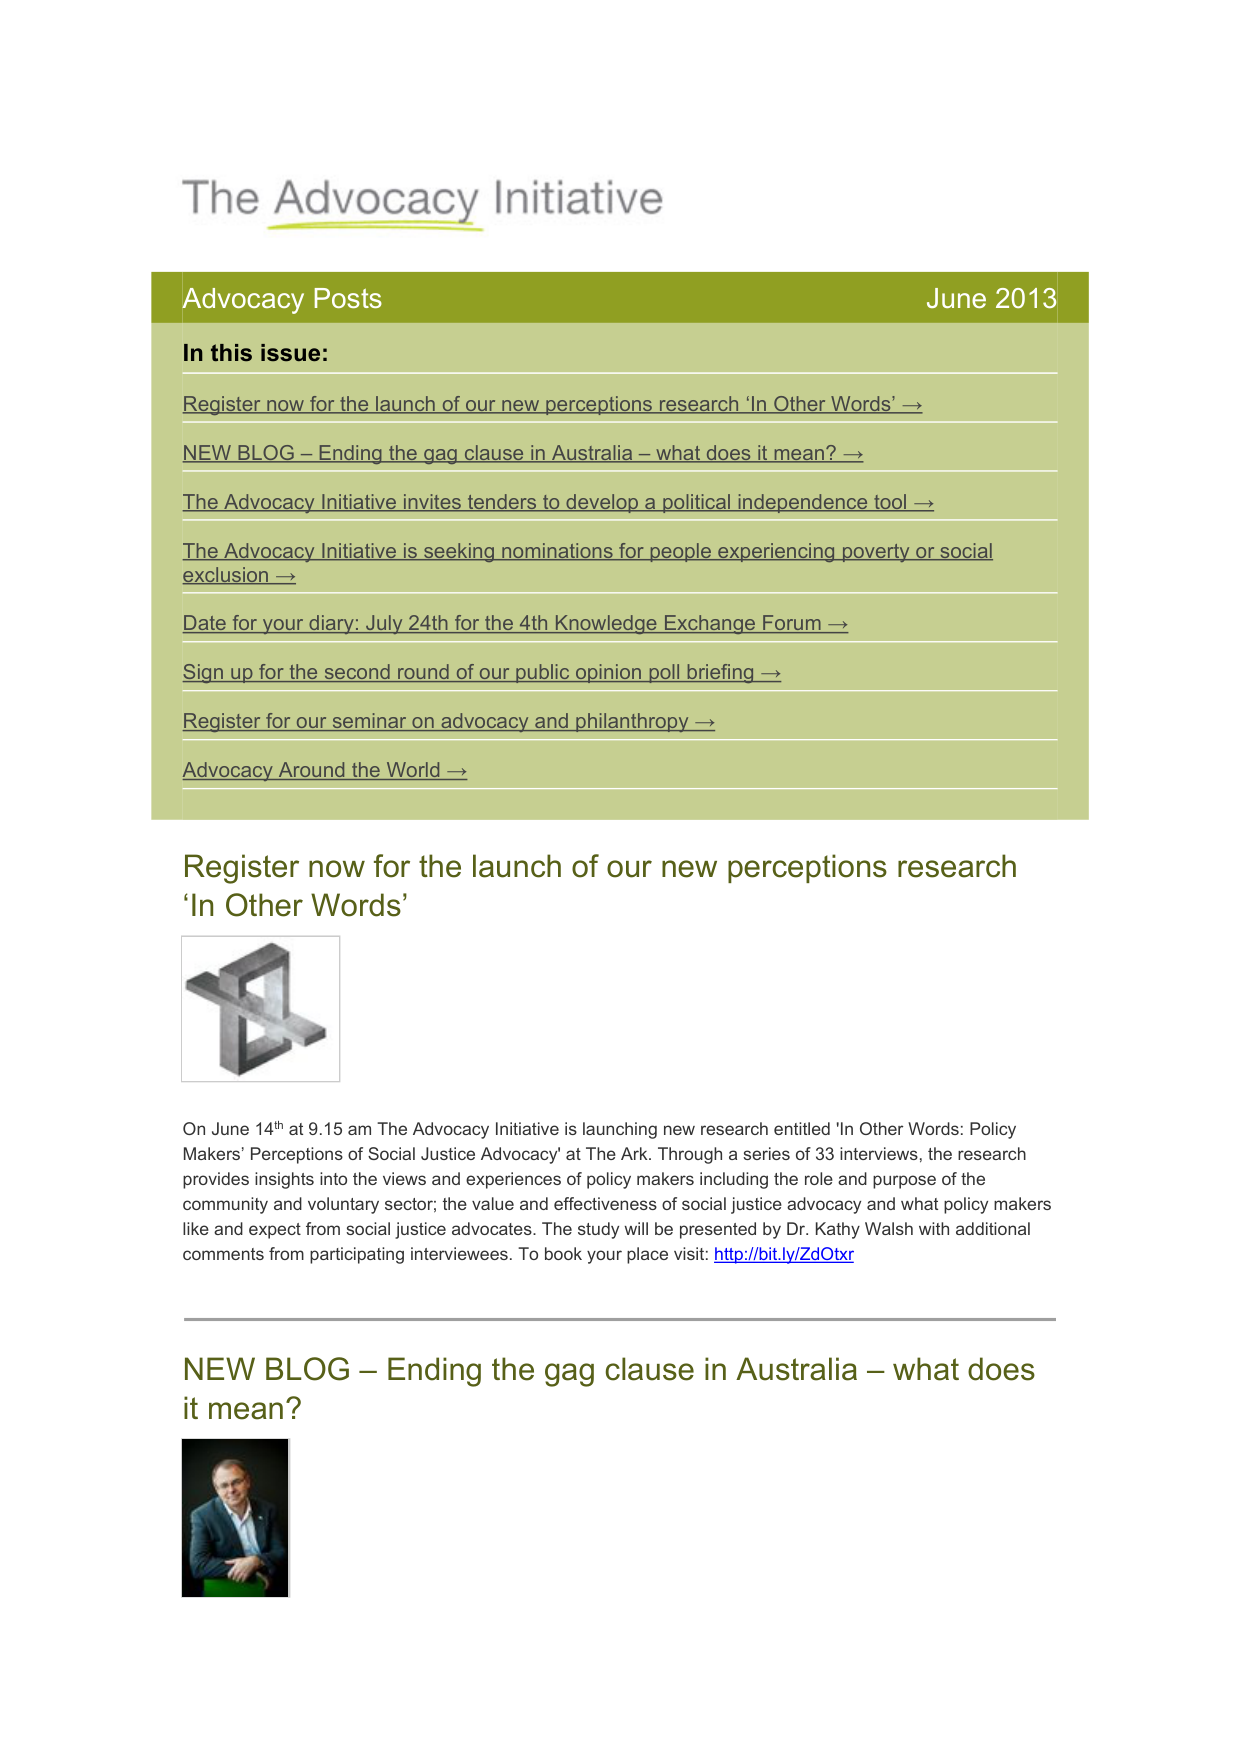 The Advocacy Initiative
Advocacy Posts June 2013
In this issue:
Register now for the launch of our new perceptions research ‘In Other Words’ →
NEW BLOG – Ending the gag clause in Australia – what does it mean? →
The Advocacy Initiative invites tenders to develop a political independence tool →
The Advocacy Initiative is seeking nominations for people experiencing poverty or social
exclusion →
Date for your diary: July 24th for the 4th Knowledge Exchange Forum →
Sign up for the second round of our public opinion poll briefing →
Register for our seminar on advocacy and philanthropy →
Advocacy Around the World →
Register now for the launch of our new perceptions research
‘In Other Words’
On June 14th at 9.15 am The Advocacy Initiative is launching new research entitled 'In Other Words: Policy
Makers’ Perceptions of Social Justice Advocacy' at The Ark. Through a series of 33 interviews, the research
provides insights into the views and experiences of policy makers including the role and purpose of the
community and voluntary sector; the value and effectiveness of social justice advocacy and what policy makers
like and expect from social justice advocates. The study will be presented by Dr. Kathy Walsh with additional
comments from participating interviewees. To book your place visit: http://bit.ly/ZdOtxr
NEW BLOG – Ending the gag clause in Australia – what does
it mean?